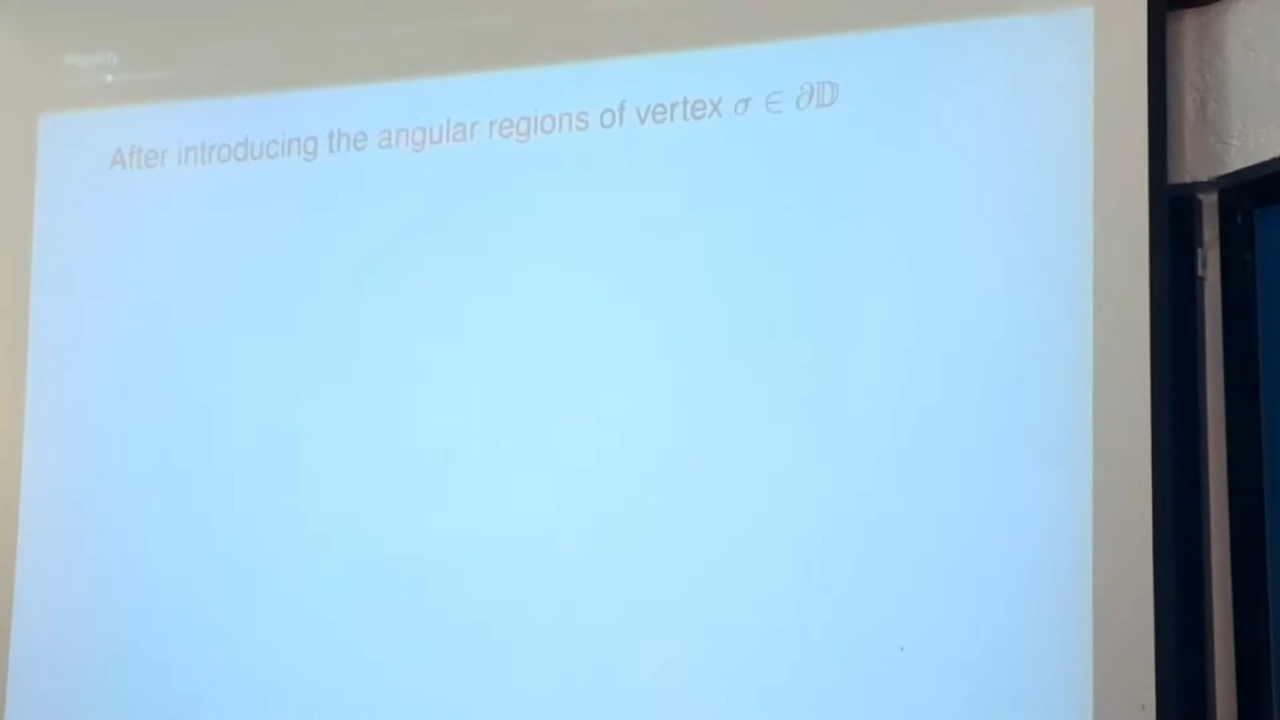 After introducing the angular regions of vertex σ ∈ ∂𝔻